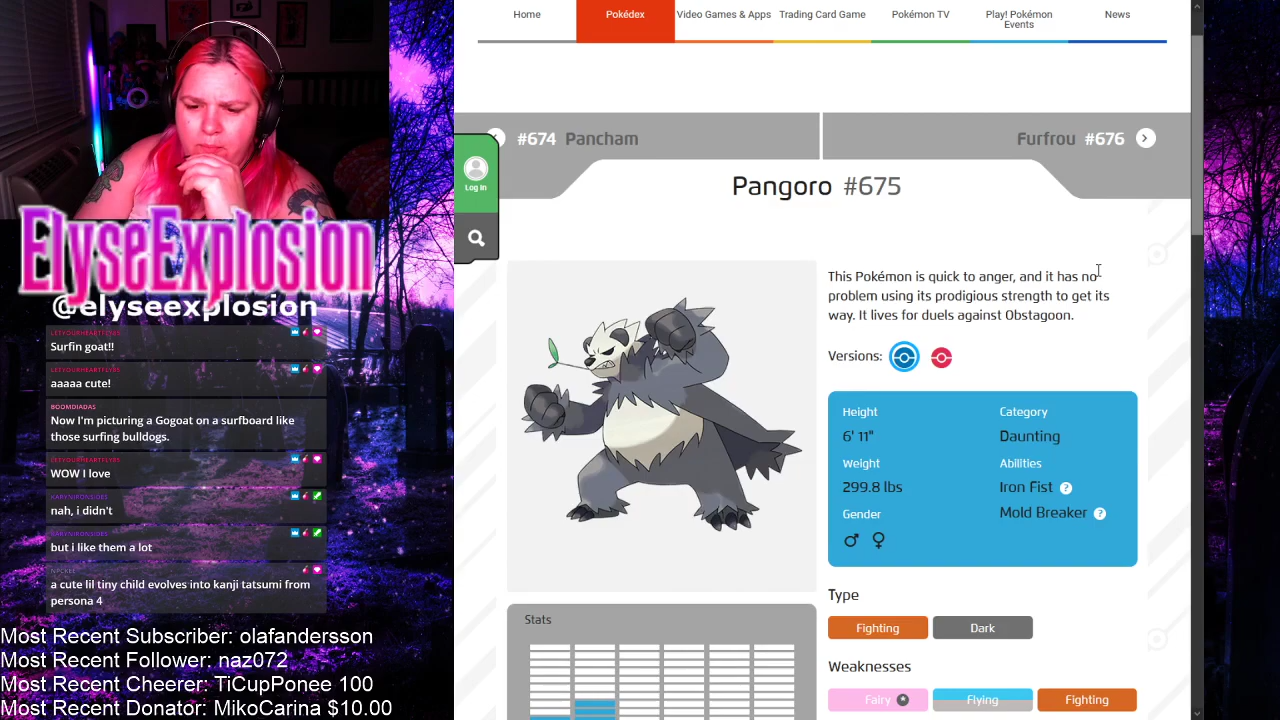 Home
Pokédex
Video Games & Apps
Trading Card Game
Pokémon TV
Play! Pokémon
Events
News
#674 Pancham
Furfrou #676
Log In
Pangoro #675
This Pokémon is quick to anger, and it has no
problem using its prodigious strength to get its
way. It lives for duels against Obstagoon.
Versions:
Height
6' 11"
Category
Daunting
Weight
299.8 lbs
Abilities
Iron Fist ?
Mold Breaker ?
Gender
Type
Fighting
Dark
Weaknesses
Fairy
Flying
Fighting
Stats
ElyseExplosion
@elyseexplosion
LEEYOURHEARTFLYBS
Surfin goat!!
aaaaa cute!
BOOMDIADAS
Now I'm picturing a Gogoat on a surfboard like
those surfing bulldogs.
WOW I love
nah, i didn't
but i like them a lot
a cute lil tiny child evolves into kanji tatsumi from
persona 4
Most Recent Subscriber: olafandersson
Most Recent Follower: naz072
Most Recent Cheerer: TiCupPonee 100
Most Recent Donator: MikoCarina $10.00